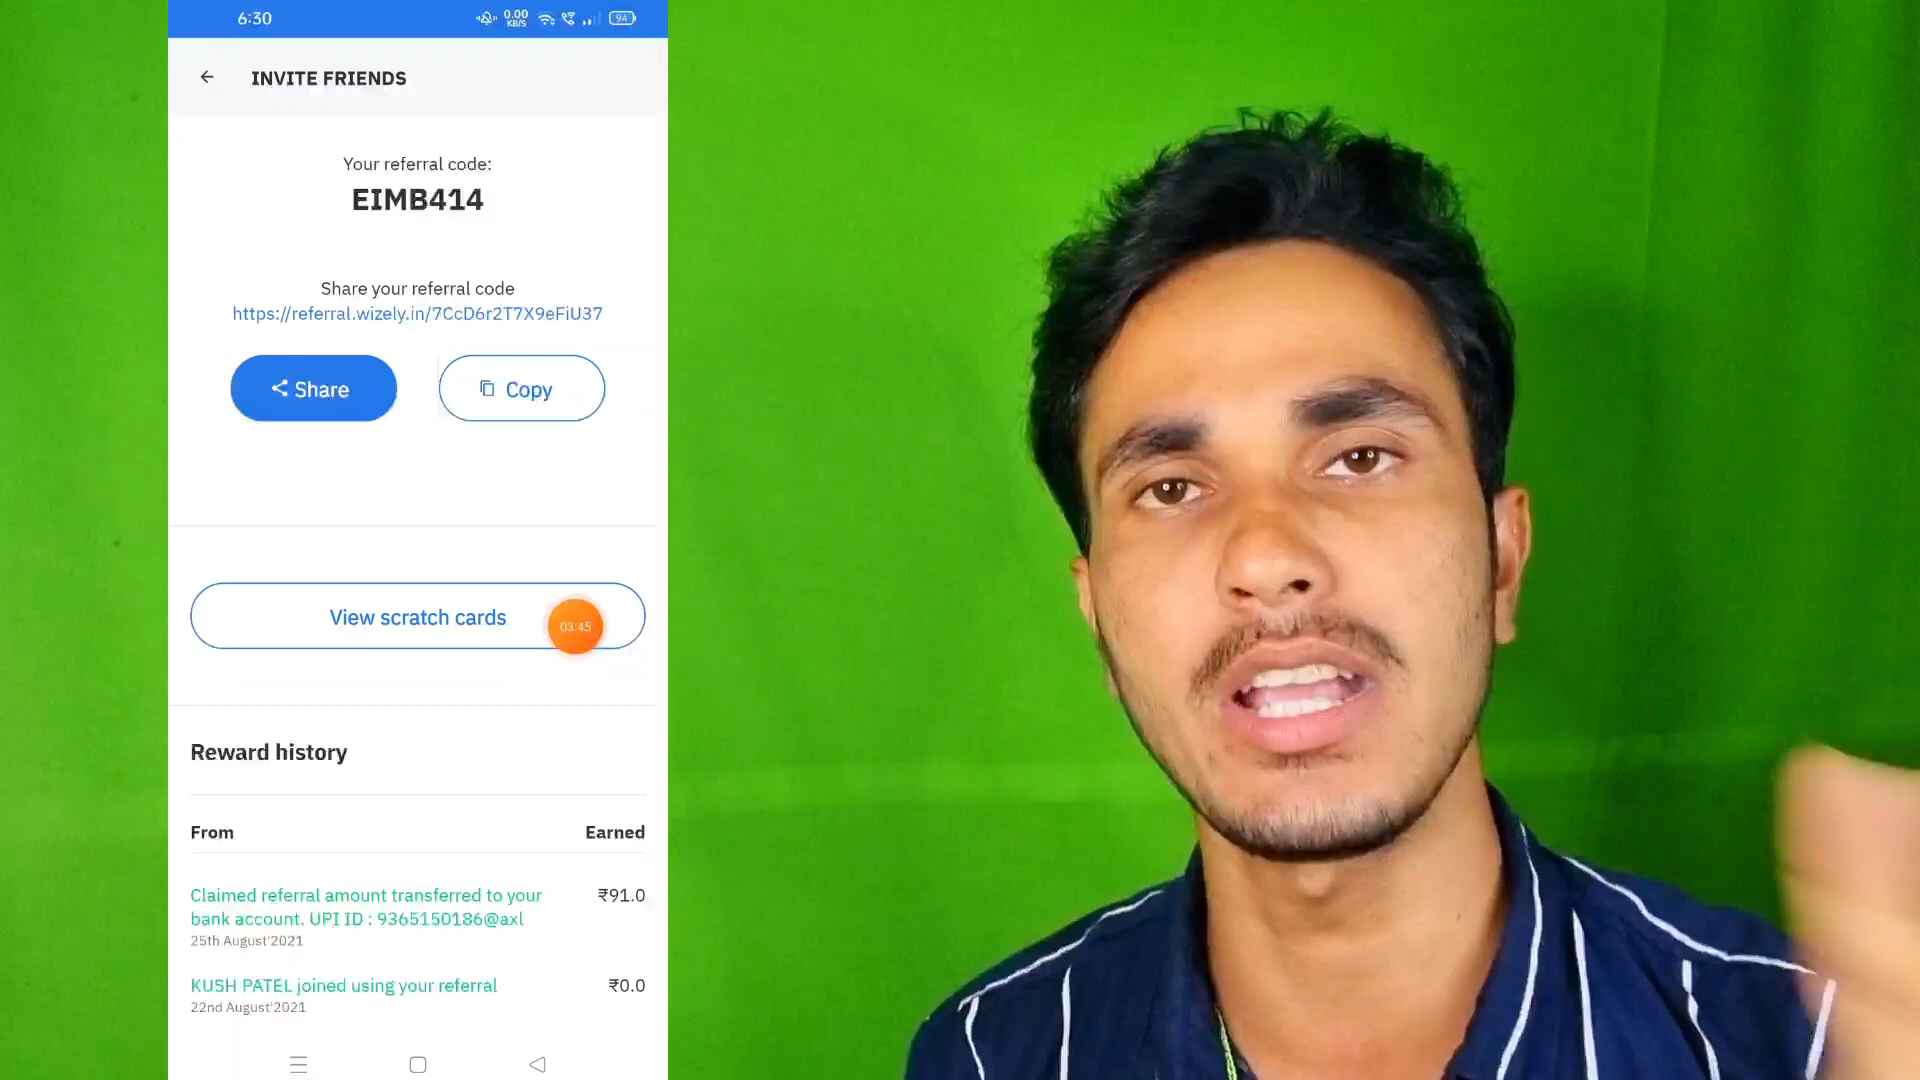 6:30
0.00
KB/S
94
INVITE FRIENDS
Your referral code:
EIMB414
Share your referral code
https://referral.wizely.in/7CcD6r2T7X9eFiU37
Share
Copy
View scratch cards
03:45
Reward history
From
Earned
Claimed referral amount transferred to your
₹91.0
bank account. UPI ID : 9365150186@axl
25th August'2021
KUSH PATEL joined using your referral
₹0.0
22nd August'2021